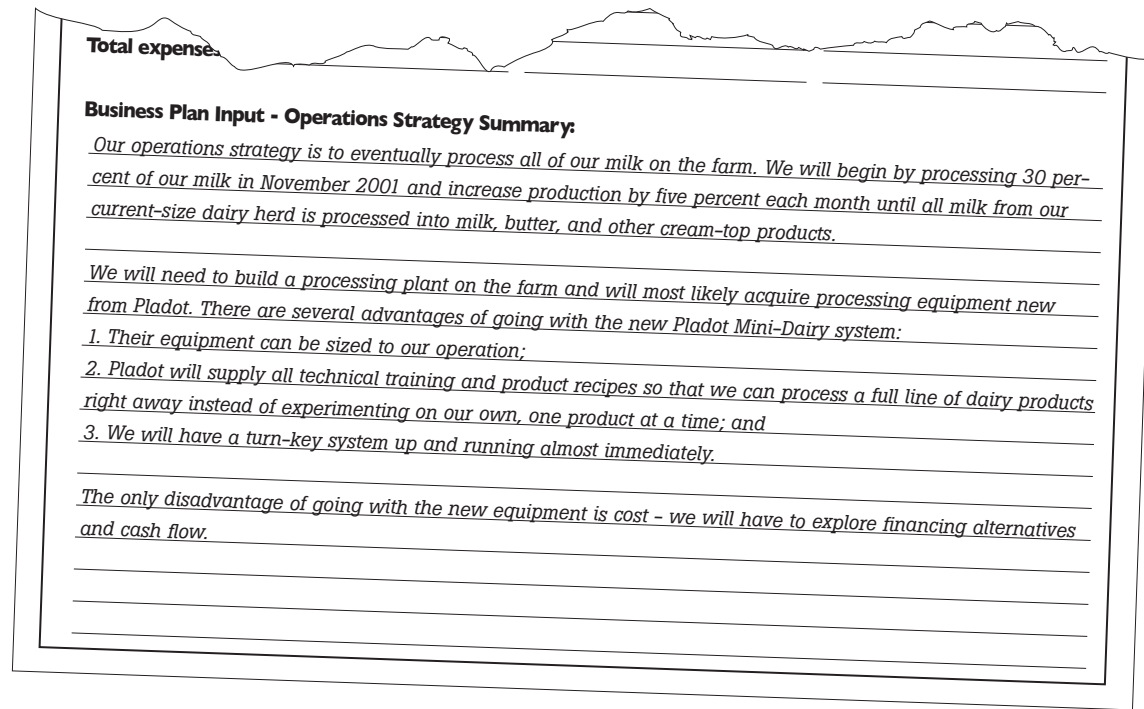 Total expenses
Business Plan Input - Operations Strategy Summary:
Our operations strategy is to eventually process all of our milk on the farm. We will begin by processing 30 per-
cent of our milk in November 2001 and increase production by five percent each month until all milk from our
current-size dairy herd is processed into milk, butter, and other cream-top products.
We will need to build a processing plant on the farm and will most likely acquire processing equipment new
from Pladot. There are several advantages of going with the new Pladot Mini-Dairy system:
1. Their equipment can be sized to our operation;
2. Pladot will supply all technical training and product recipes so that we can process a full line of dairy products
right away instead of experimenting on our own, one product at a time; and
3. We will have a turn-key system up and running almost immediately.
The only disadvantage of going with the new equipment is cost – we will have to explore financing alternatives
and cash flow.